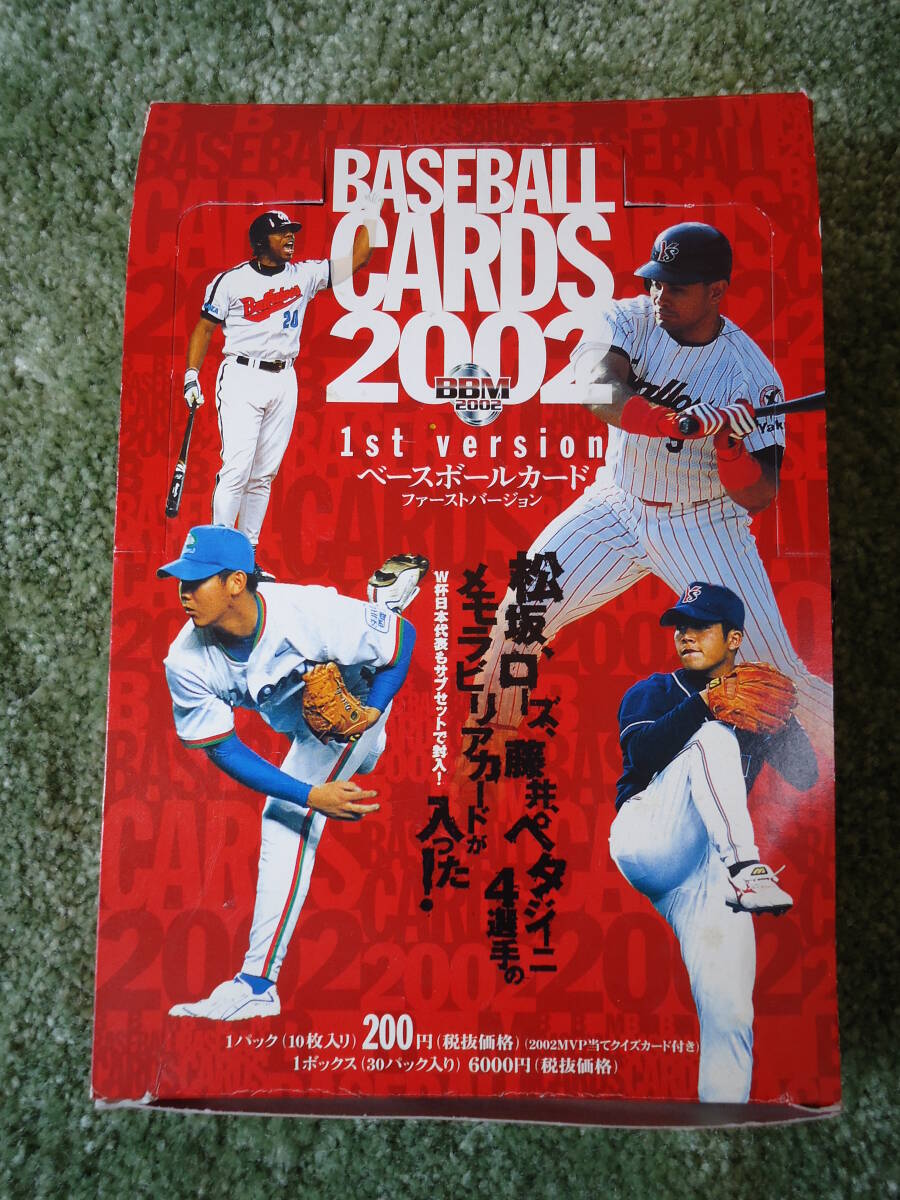 BASEBALL
CARDS
2002
BBM
2002
1st version
ベースボールカード
ファーストバージョン
Buffaloes
20
Yaku
松坂、ローズ、藤井、ペタジーニ
4選手の
メモラビリアカードが
入った!
W杯日本代表もサブセットで封入!
1パック(10枚入り)200円(税抜価格)(2002MVP当てクイズカード付き)
1ボックス(30パック入り)6000円(税抜価格)